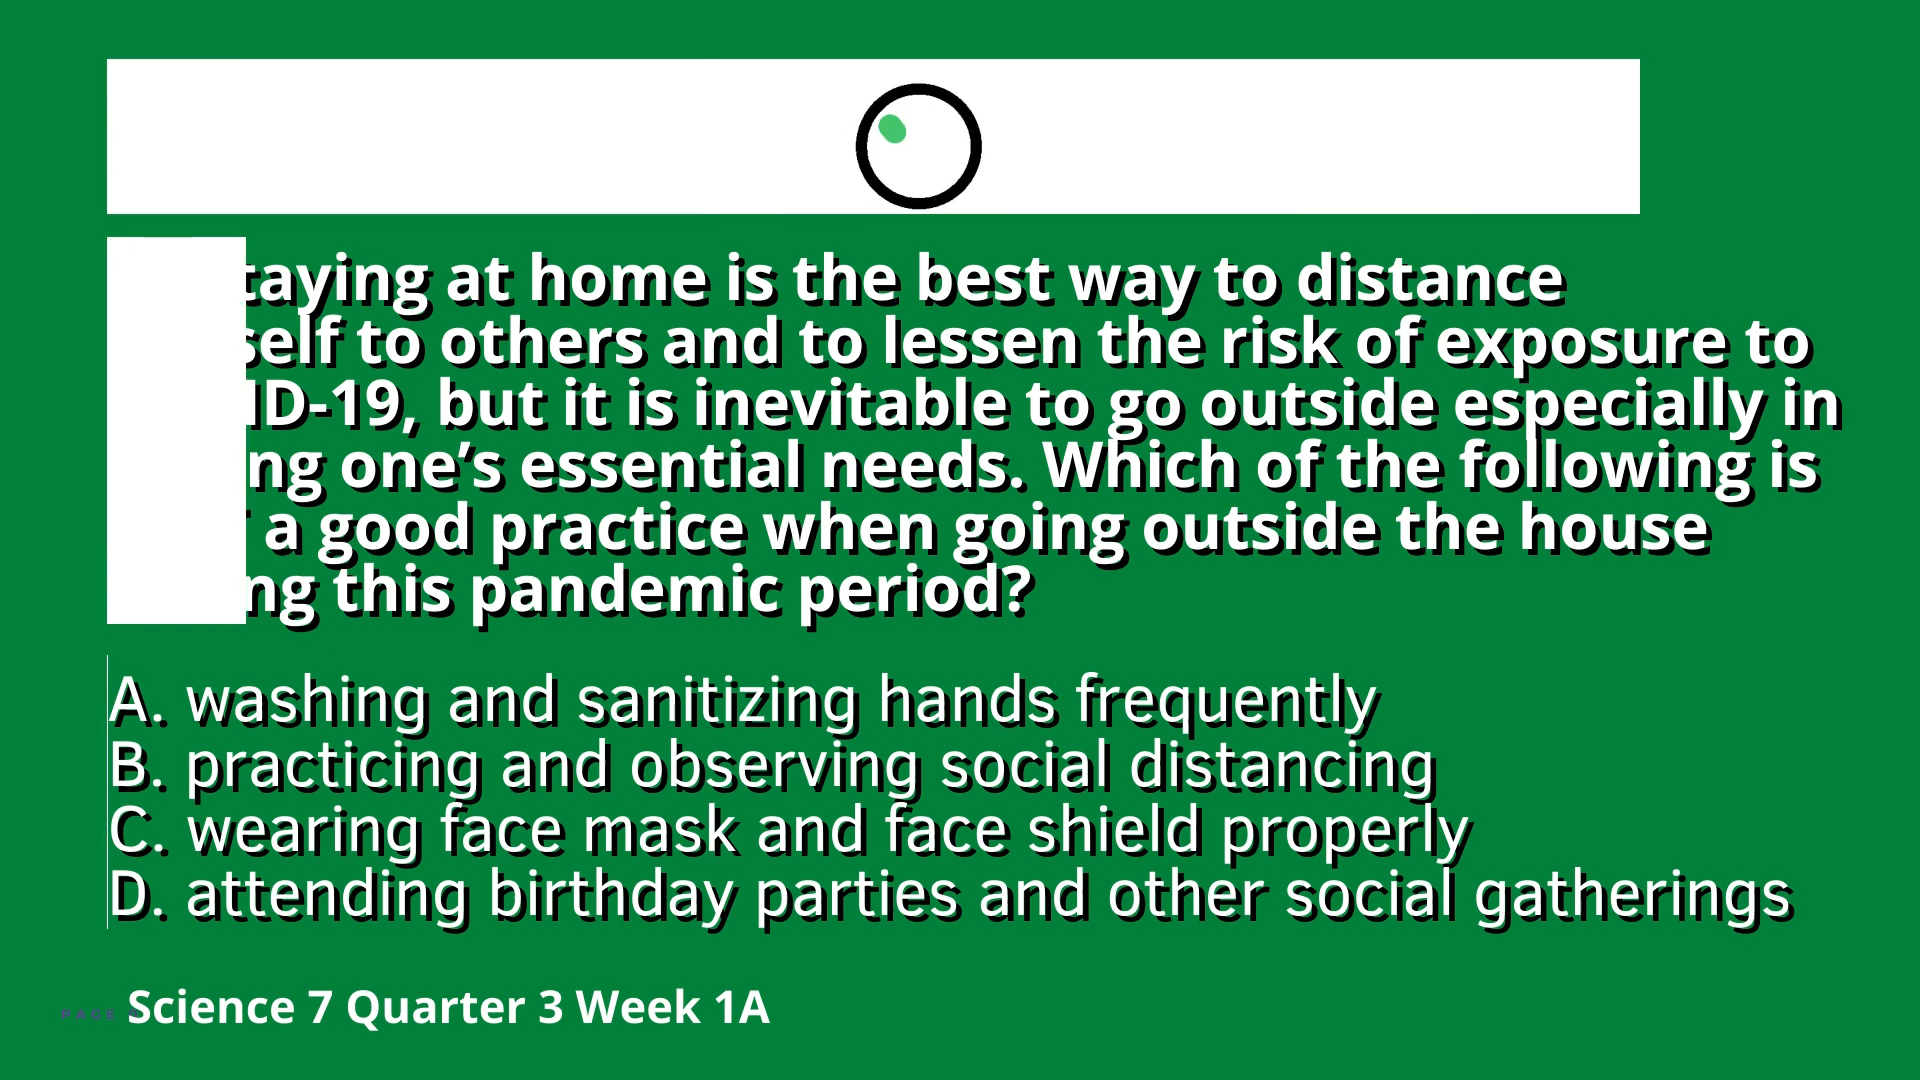 taying at home is the best way to distance
self to others and to lessen the risk of exposure to
ID-19, but it is inevitable to go outside especially in
ng one's essential needs. Which of the following is
a good practice when going outside the house
ng this pandemic period?
A. washing and sanitizing hands frequently
B. practicing and observing social distancing
C. wearing face mask and face shield properly
D. attending birthday parties and other social gatherings
PAGE
Science 7 Quarter 3 Week 1A